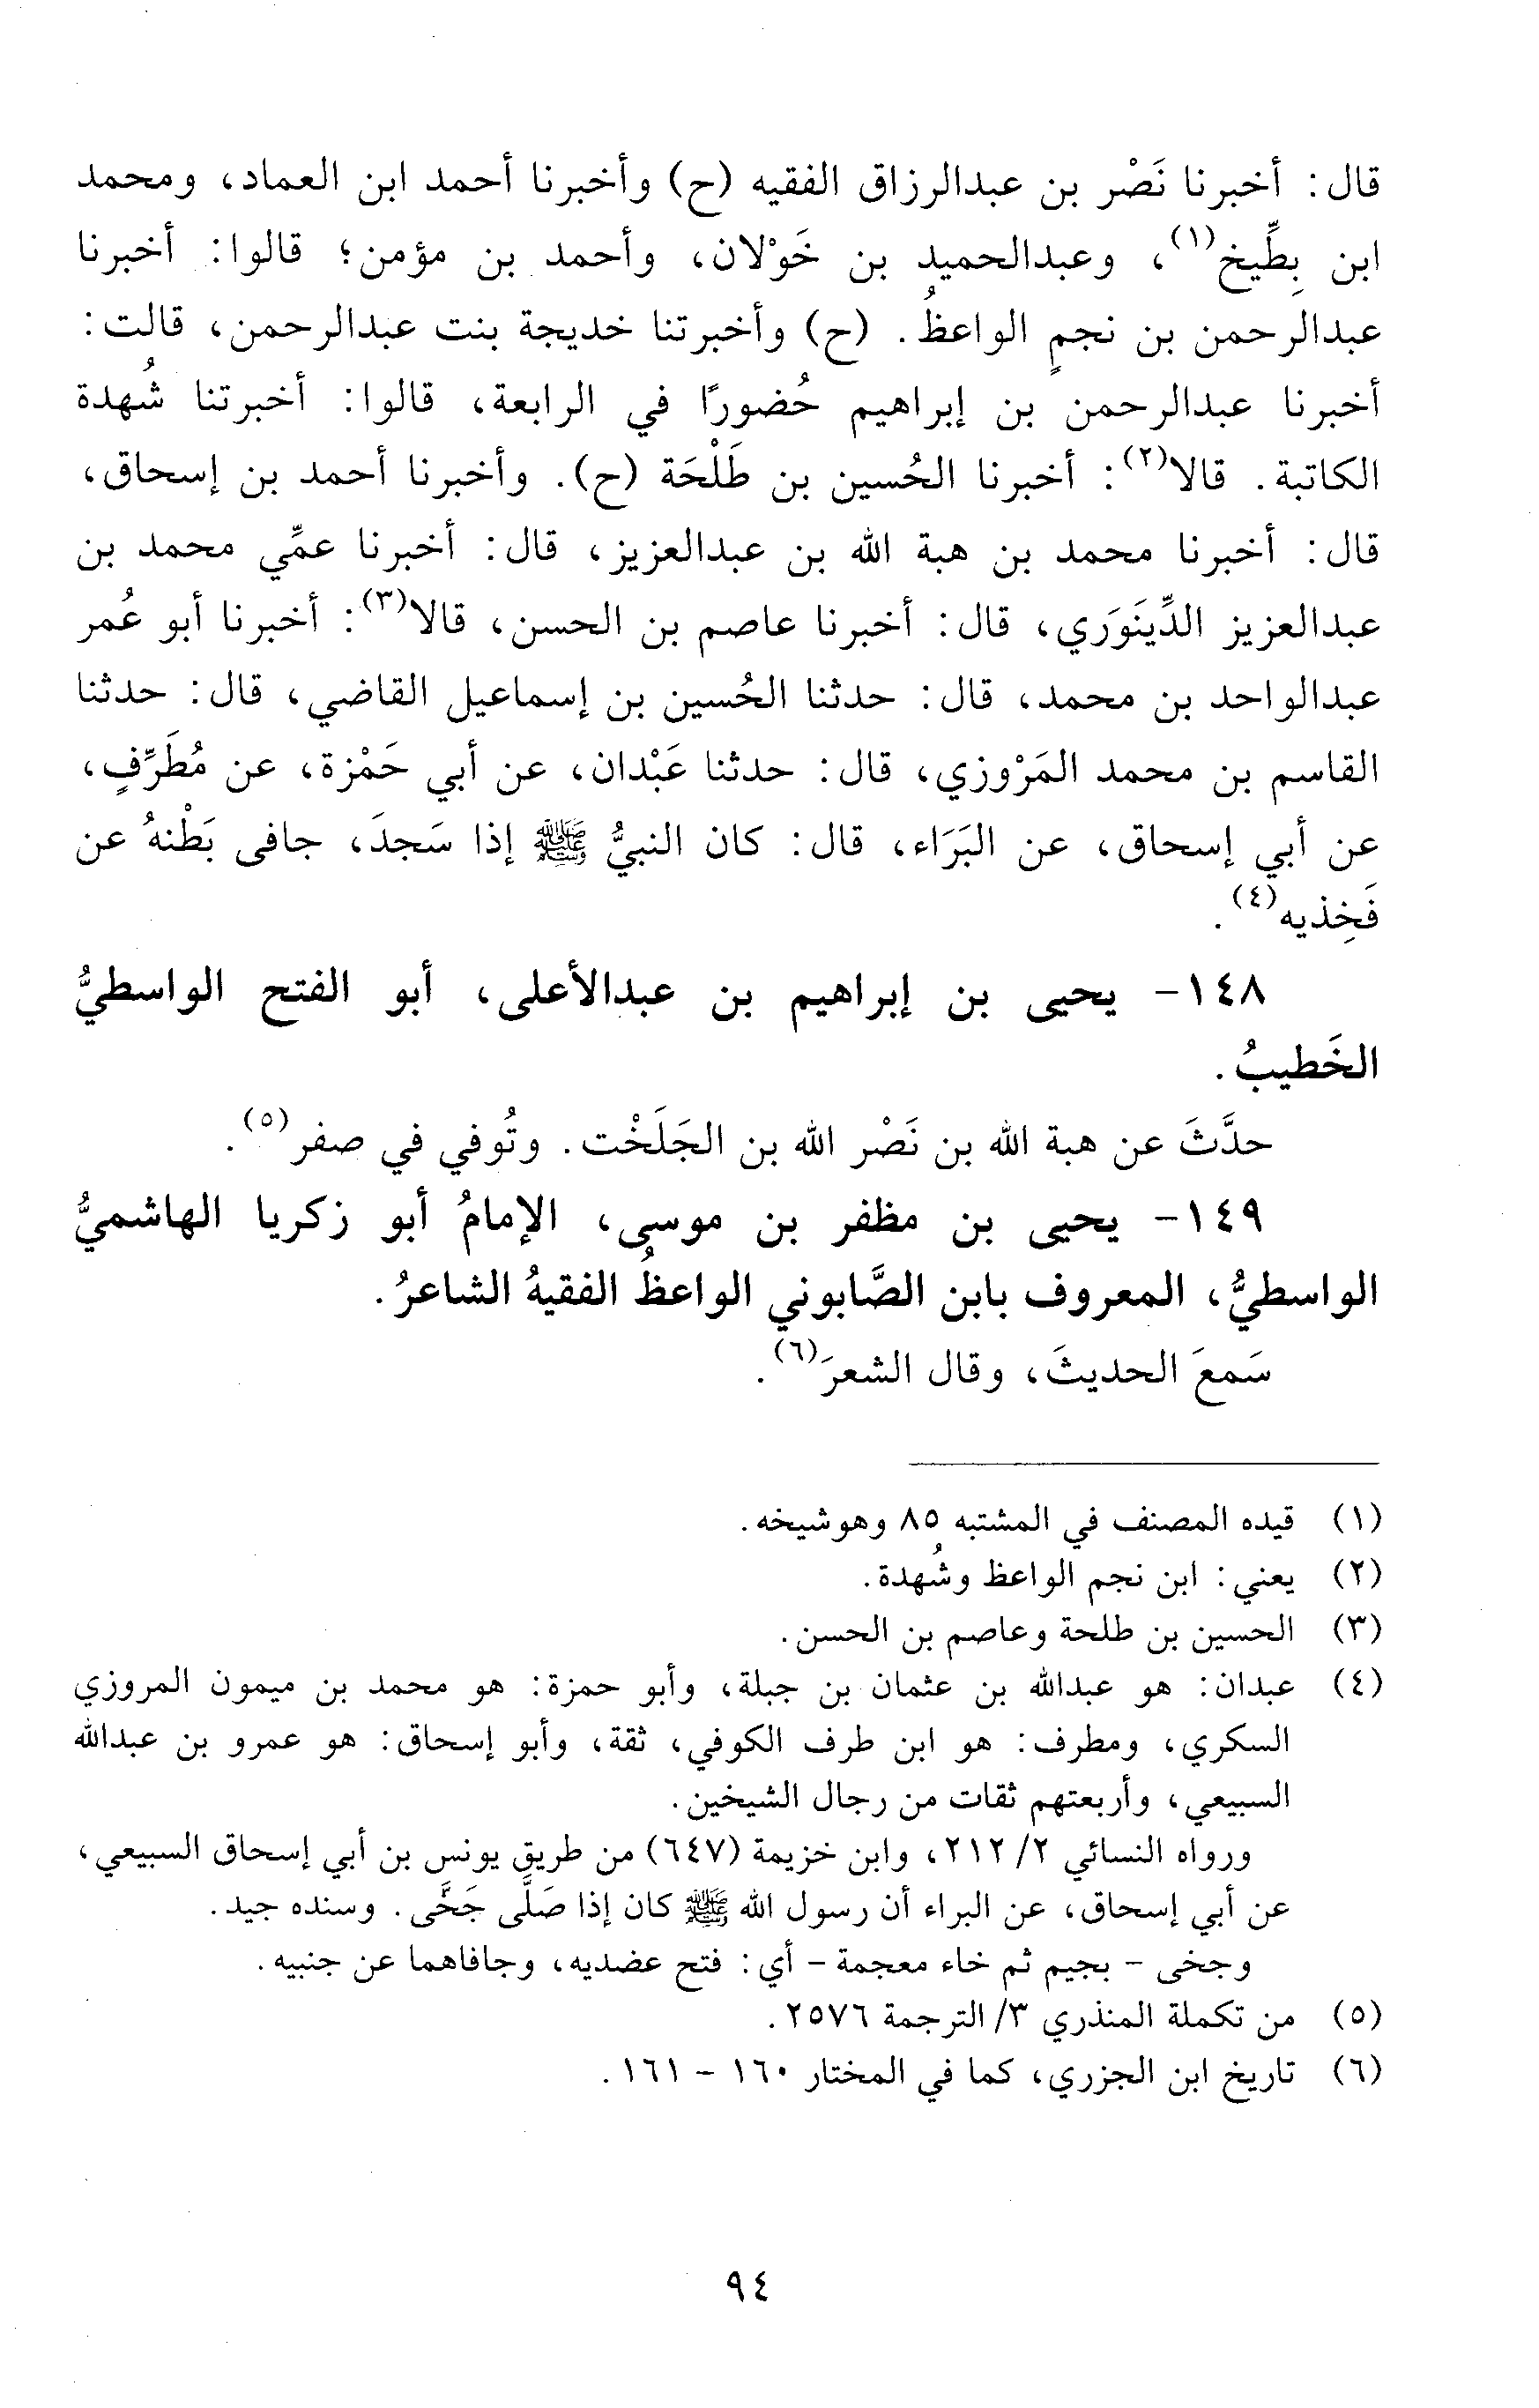 قال: أخبرنا نَصْر بن عبدالرزاق الفقيه (ح) وأخبرنا أحمد ابن العماد، ومحمد
ابن بِطِّيخ(١)، وعبدالحميد بن خَوْلان، وأحمد بن مؤمن؛ قالوا: أخبرنا
عبدالرحمن بن نجمٍ الواعظُ. (ح) وأخبرتنا خديجة بنت عبدالرحمن، قالت:
أخبرنا عبدالرحمن بن إبراهيم حُضورًا في الرابعة، قالوا: أخبرتنا شُهدة
الكاتبة. قالا(٢): أخبرنا الحُسين بن طَلْحَة (ح). وأخبرنا أحمد بن إسحاق،
قال: أخبرنا محمد بن هبة الله بن عبدالعزيز، قال: أخبرنا عمِّي محمد بن
عبدالعزيز الدِّينَوَري، قال: أخبرنا عاصم بن الحسن، قالا(٣): أخبرنا أبو عُمر
عبدالواحد بن محمد، قال: حدثنا الحُسين بن إسماعيل القاضي، قال: حدثنا
القاسم بن محمد المَرْوزي، قال: حدثنا عَبْدان، عن أبي حَمْزة، عن مُطَرِّفٍ،
عن أبي إسحاق، عن البَرَاء، قال: كان النبيُّ ﷺ إذا سَجدَ، جافى بَطْنهُ عن
فَخِذيه(٤).
١٤٨- يحيى بن إبراهيم بن عبدالأعلى، أبو الفتح الواسطيُّ
الخَطيبُ.
حدَّثَ عن هبة الله بن نَصْر الله بن الجَلَخْت. وتُوفي في صفر(٥).
١٤٩- يحيى بن مظفر بن موسى، الإمامُ أبو زكريا الهاشميُّ
الواسطيُّ، المعروف بابن الصَّابوني الواعظُ الفقيهُ الشاعرُ.
سَمعَ الحديثَ، وقال الشعرَ(٦).
(١) قيده المصنف في المشتبه ٨٥ وهوشيخه.
(٢) يعني: ابن نجم الواعظ وشُهدة.
(٣) الحسين بن طلحة وعاصم بن الحسن.
(٤) عبدان: هو عبدالله بن عثمان بن جبلة، وأبو حمزة: هو محمد بن ميمون المروزي
السكري، ومطرف: هو ابن طرف الكوفي، ثقة، وأبو إسحاق: هو عمرو بن عبدالله
السبيعي، وأربعتهم ثقات من رجال الشيخين.
ورواه النسائي ٢/ ٢١٢، وابن خزيمة (٦٤٧) من طريق يونس بن أبي إسحاق السبيعي،
عن أبي إسحاق، عن البراء أن رسول الله ﷺ كان إذا صَلَّى جَخَّى. وسنده جيد.
وجخى - بجيم ثم خاء معجمة - أي: فتح عضديه، وجافاهما عن جنبيه.
(٥) من تكملة المنذري ٣/ الترجمة ٢٥٧٦.
(٦) تاريخ ابن الجزري، كما في المختار ١٦٠ - ١٦١.
٩٤